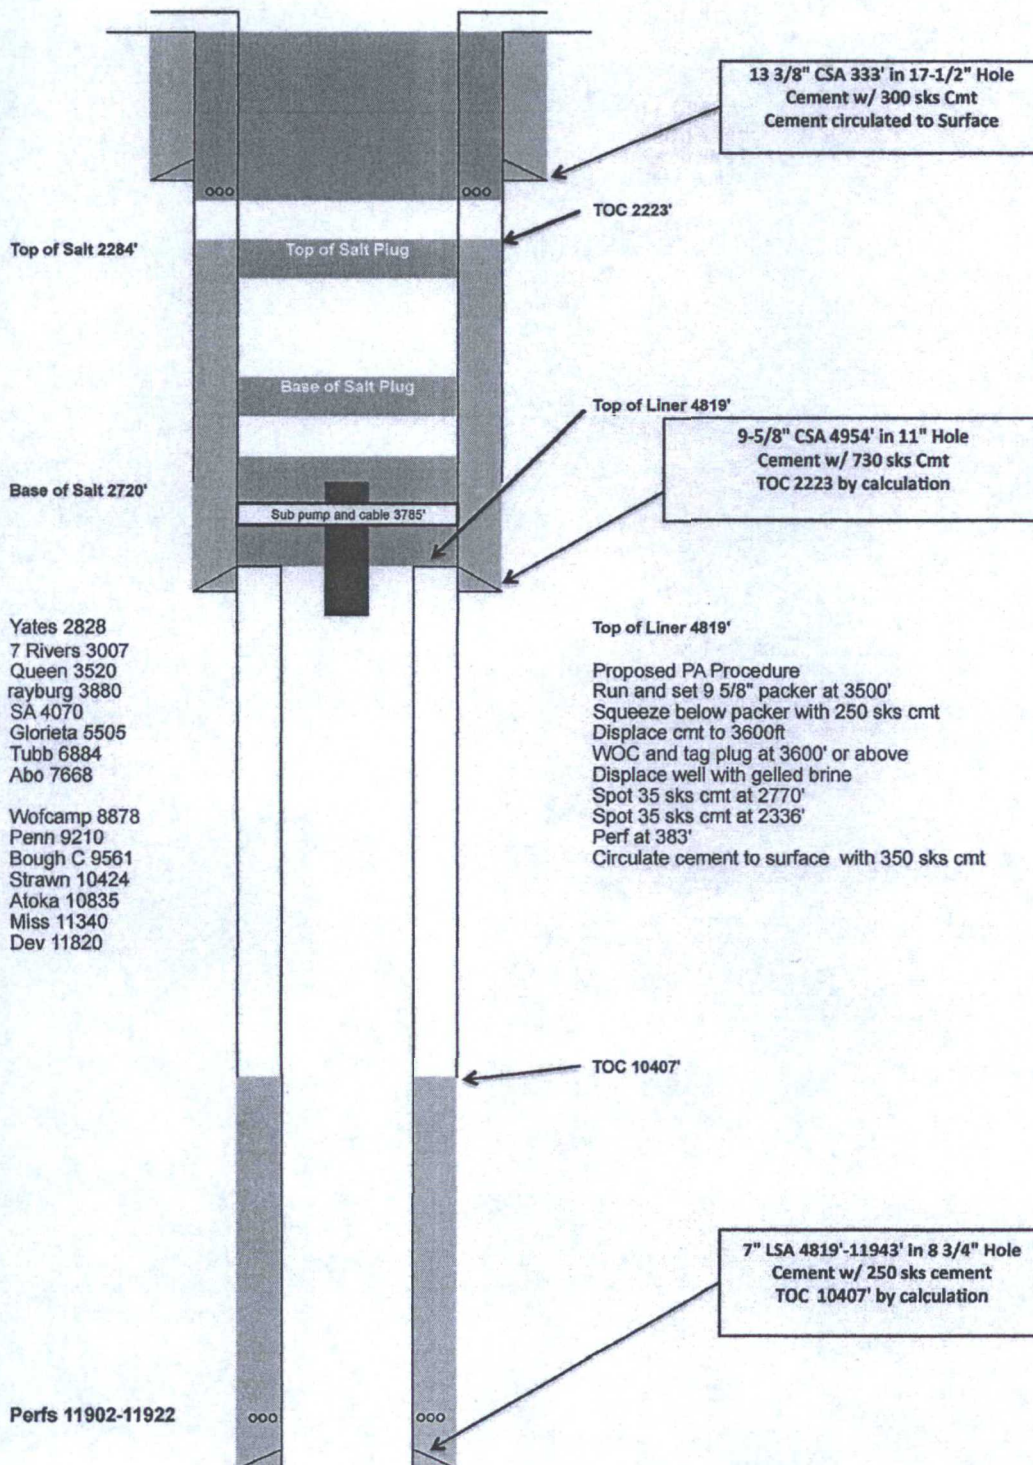 13 3/8" CSA 333' in 17-1/2" Hole
Cement w/ 300 sks Cmt
Cement circulated to Surface
TOC 2223'
Top of Salt 2284'
Top of Salt Plug
Base of Salt Plug
Top of Liner 4819'
9-5/8" CSA 4954' in 11" Hole
Cement w/ 730 sks Cmt
TOC 2223 by calculation
Base of Salt 2720'
Sub pump and cable 3785'
Yates 2828
7 Rivers 3007
Queen 3520
rayburg 3880
SA 4070
Glorieta 5505
Tubb 6884
Abo 7668
Wofcamp 8878
Penn 9210
Bough C 9561
Strawn 10424
Atoka 10835
Miss 11340
Dev 11820
Top of Liner 4819'
Proposed PA Procedure
Run and set 9 5/8" packer at 3500'
Squeeze below packer with 250 sks cmt
Displace cmt to 3600ft
WOC and tag plug at 3600' or above
Displace well with gelled brine
Spot 35 sks cmt at 2770'
Spot 35 sks cmt at 2336'
Perf at 383'
Circulate cement to surface with 350 sks cmt
TOC 10407'
7" LSA 4819'-11943' in 8 3/4" Hole
Cement w/ 250 sks cement
TOC 10407' by calculation
Perfs 11902-11922